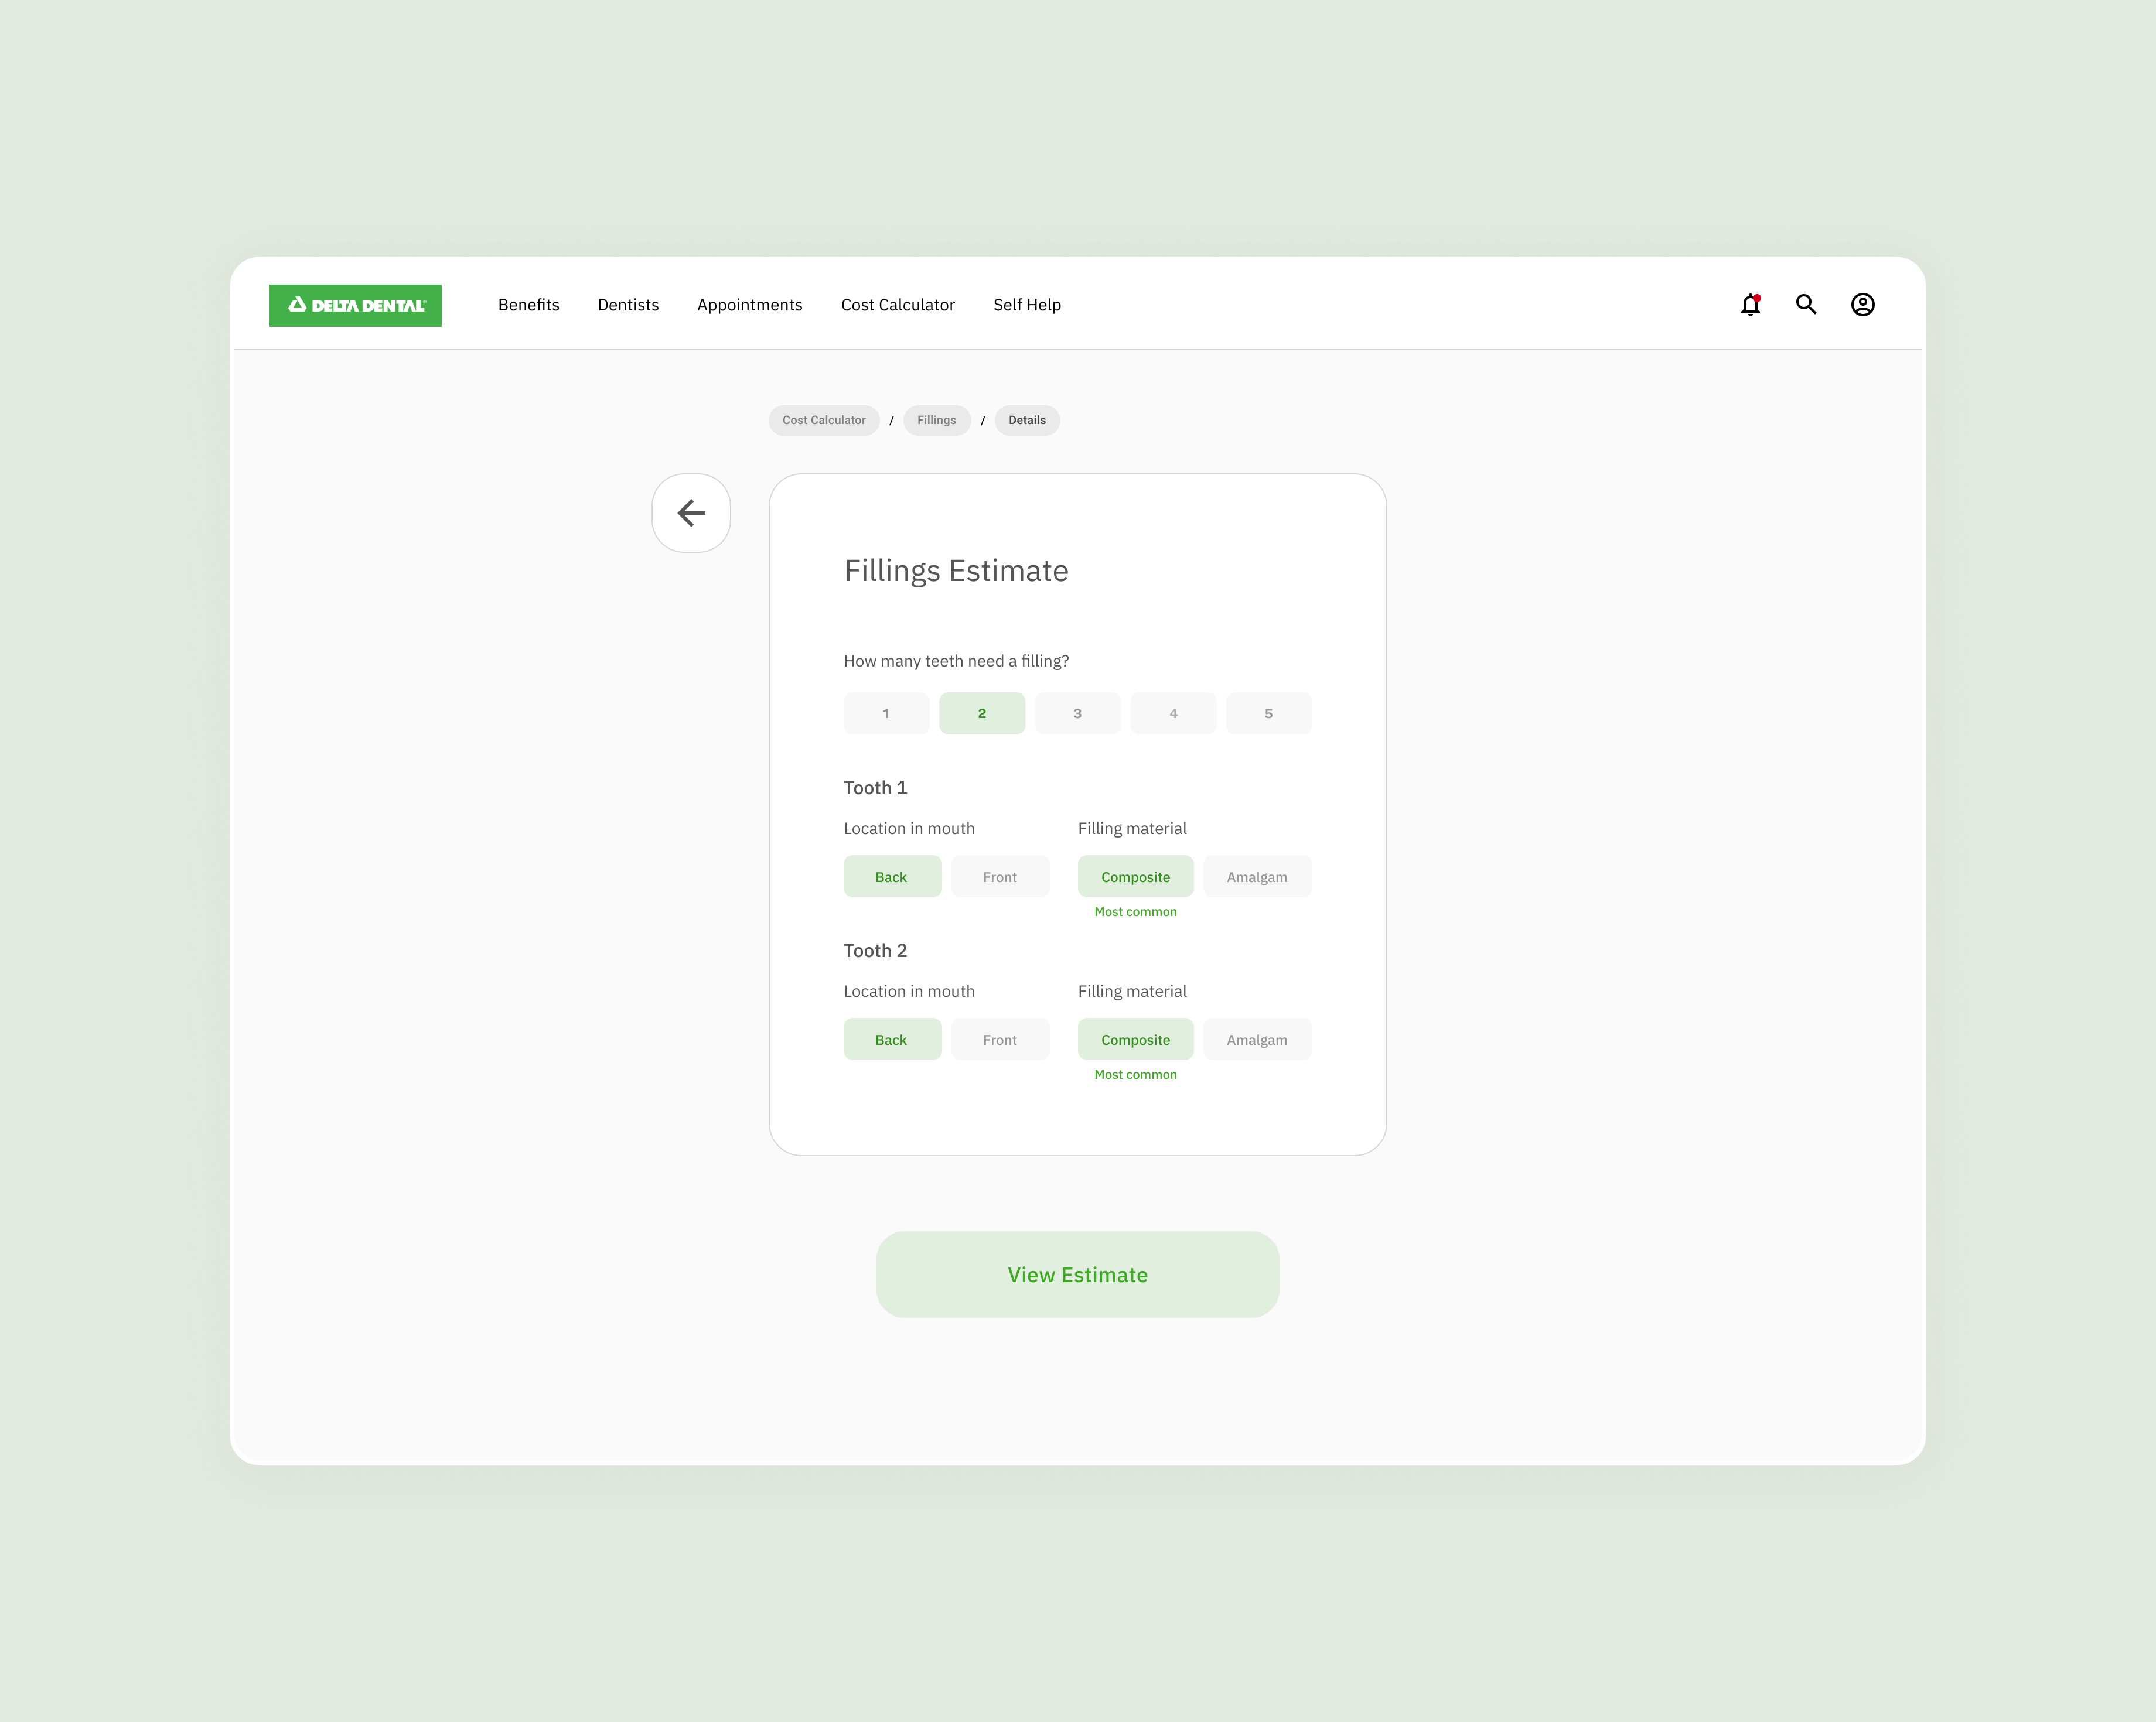 DELTA DENTAL Benefits Dentists Appointments Cost Calculator Self Help
Cost Calculator / Fillings / Details
Fillings Estimate
How many teeth need a filling?
1 2 3 4 5
Tooth 1
Location in mouth Filling material
Back Front Composite Amalgam
Most common
Tooth 2
Location in mouth Filling material
Back Front Composite Amalgam
Most common
View Estimate